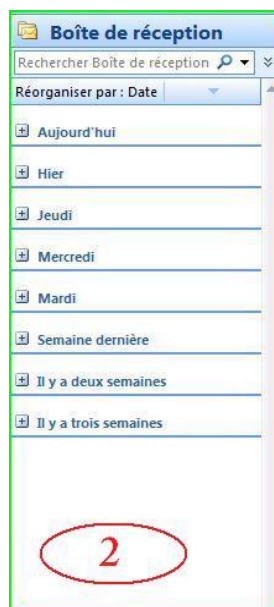 Boîte de réception
Rechercher Boîte de réception
Réorganiser par : Date
Aujourd'hui
Hier
Jeudi
Mercredi
Mardi
Semaine dernière
Il y a deux semaines
Il y a trois semaines
2